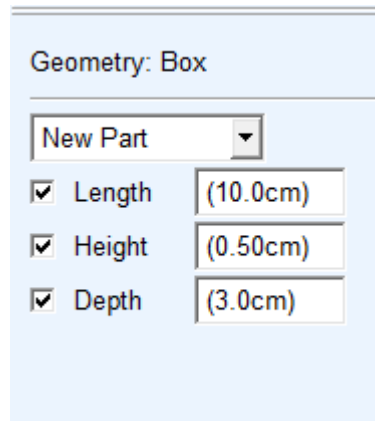 Geometry: Box
New Part
Length (10.0cm)
Height (0.50cm)
Depth (3.0cm)